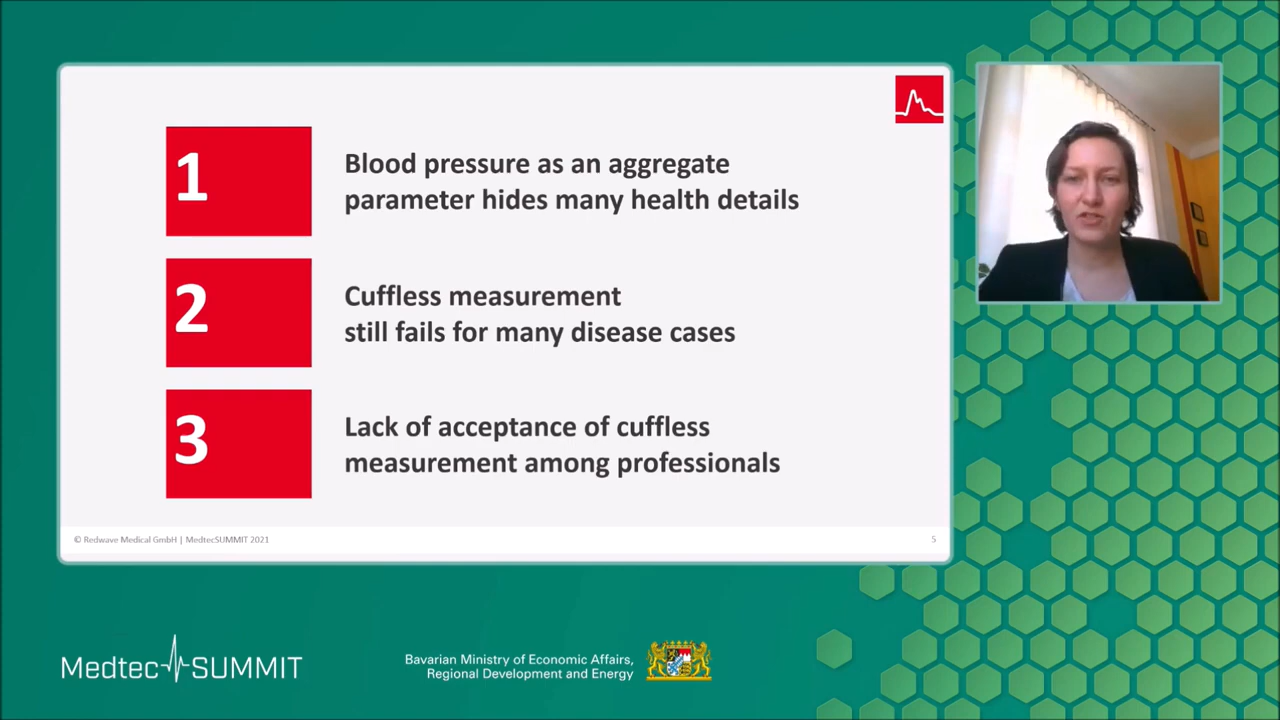 1
Blood pressure as an aggregate
parameter hides many health details
2
Cuffless measurement
still fails for many disease cases
3
Lack of acceptance of cuffless
measurement among professionals
© Redwave Medical GmbH | MedtecSUMMIT 2021
5
Medtec SUMMIT
Bavarian Ministry of Economic Affairs,
Regional Development and Energy